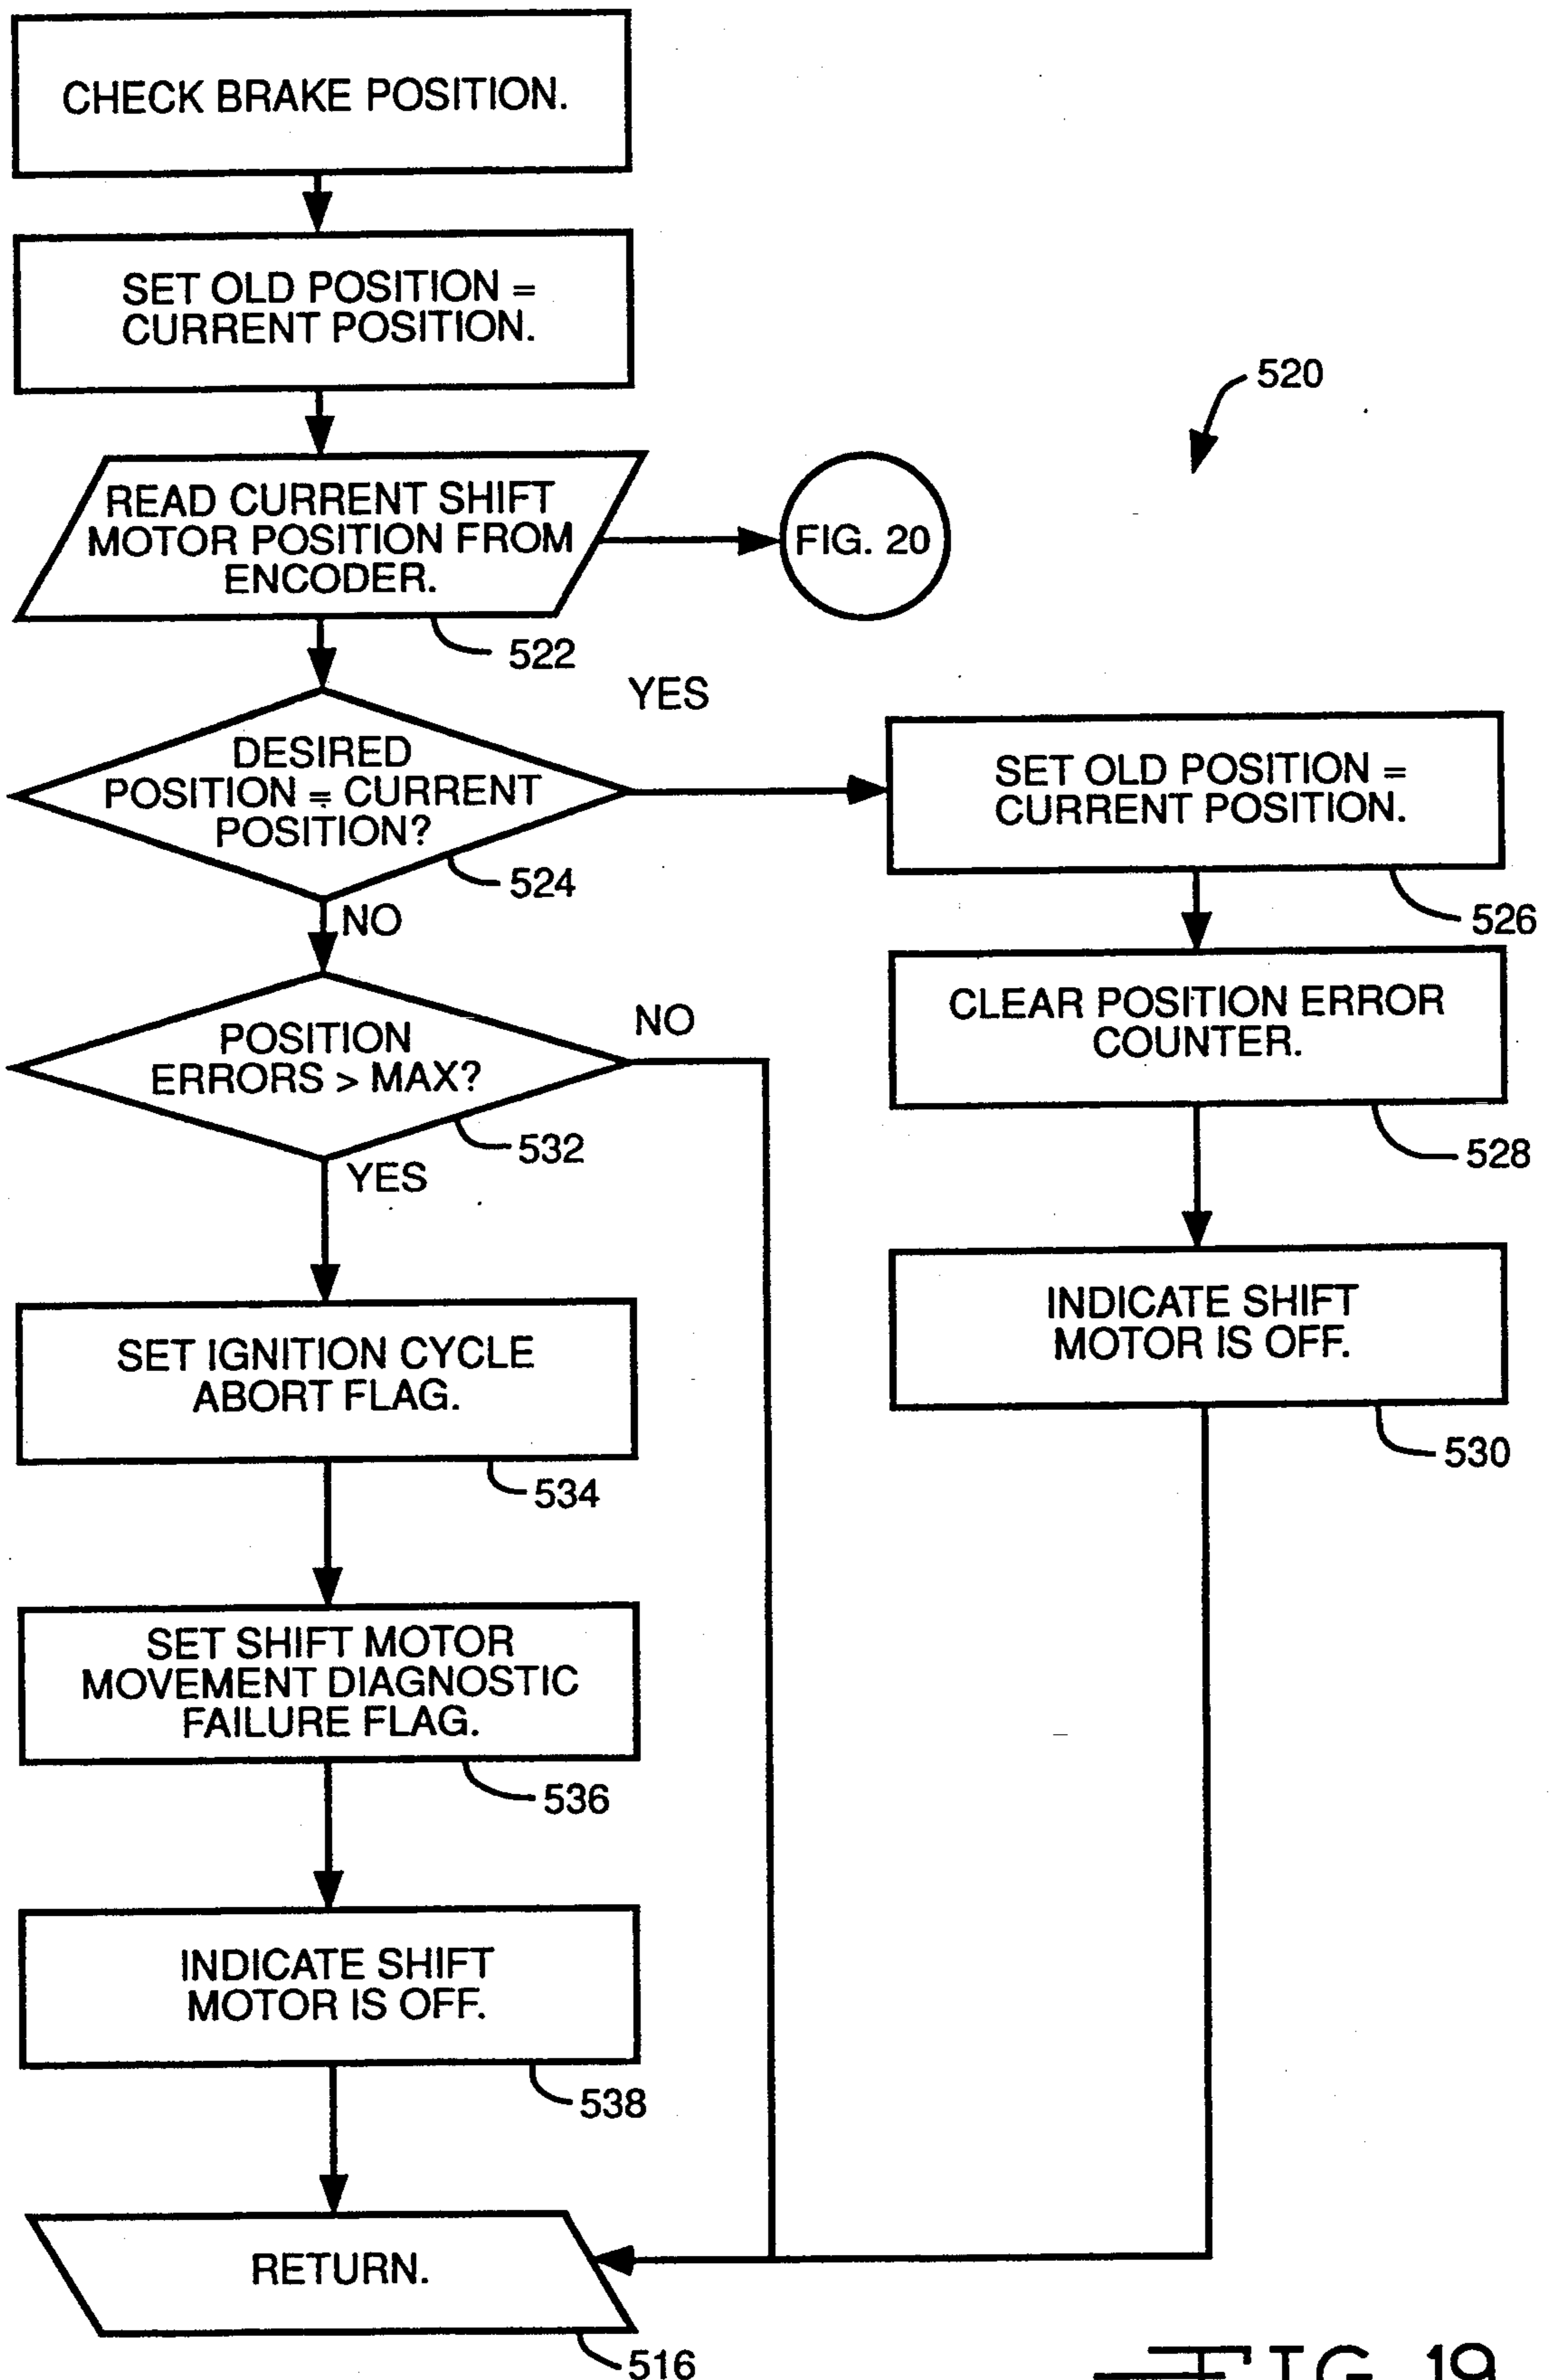 CHECK BRAKE POSITION.
SET OLD POSITION =
CURRENT POSITION.
520
READ CURRENT SHIFT
MOTOR POSITION FROM
ENCODER.
FIG. 20
522
YES
DESIRED
POSITION = CURRENT
POSITION?
524
NO
SET OLD POSITION =
CURRENT POSITION.
526
CLEAR POSITION ERROR
COUNTER.
528
POSITION
ERRORS > MAX?
NO
532
YES
INDICATE SHIFT
MOTOR IS OFF.
530
SET IGNITION CYCLE
ABORT FLAG.
534
SET SHIFT MOTOR
MOVEMENT DIAGNOSTIC
FAILURE FLAG.
536
INDICATE SHIFT
MOTOR IS OFF.
538
RETURN.
516
FIG. 19